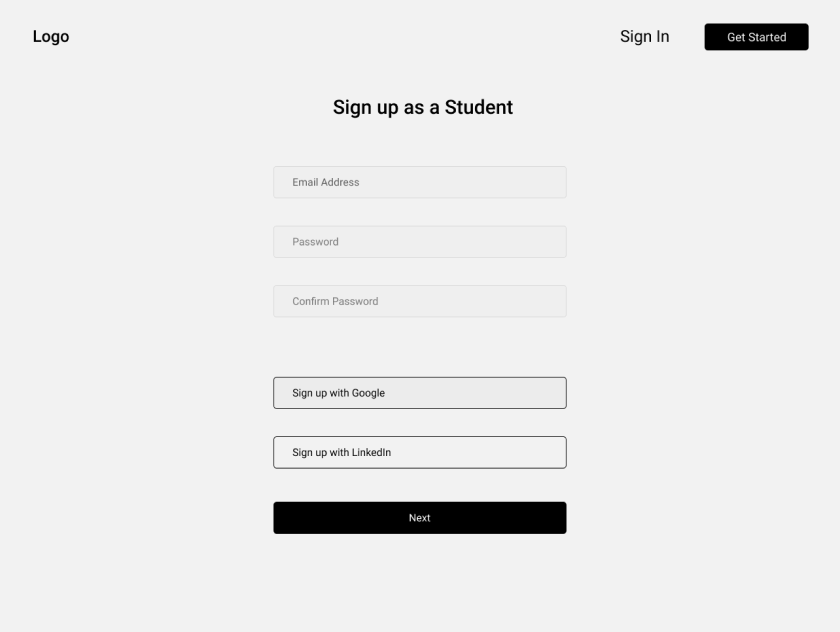 Logo
Sign In
Get Started
Sign up as a Student
Email Address
Password
Confirm Password
Sign up with Google
Sign up with LinkedIn
Next